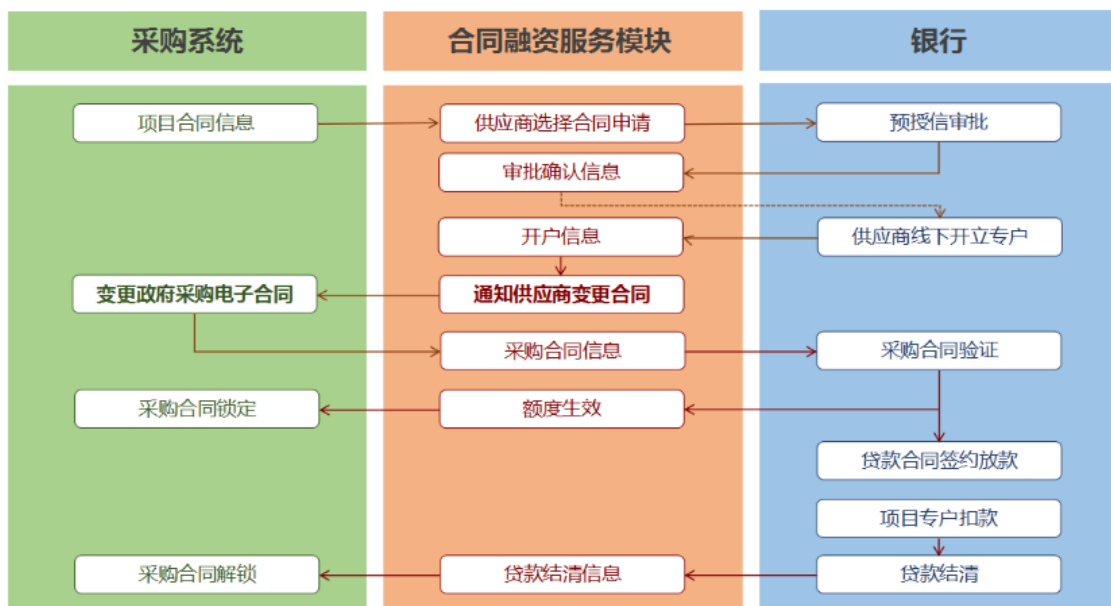 采购系统
合同融资服务模块
银行
项目合同信息
供应商选择合同申请
预授信审批
审批确认信息
开户信息
供应商线下开立专户
变更政府采购电子合同
通知供应商变更合同
采购合同信息
采购合同验证
采购合同锁定
额度生效
贷款合同签约放款
项目专户扣款
采购合同解锁
贷款结清信息
贷款结清